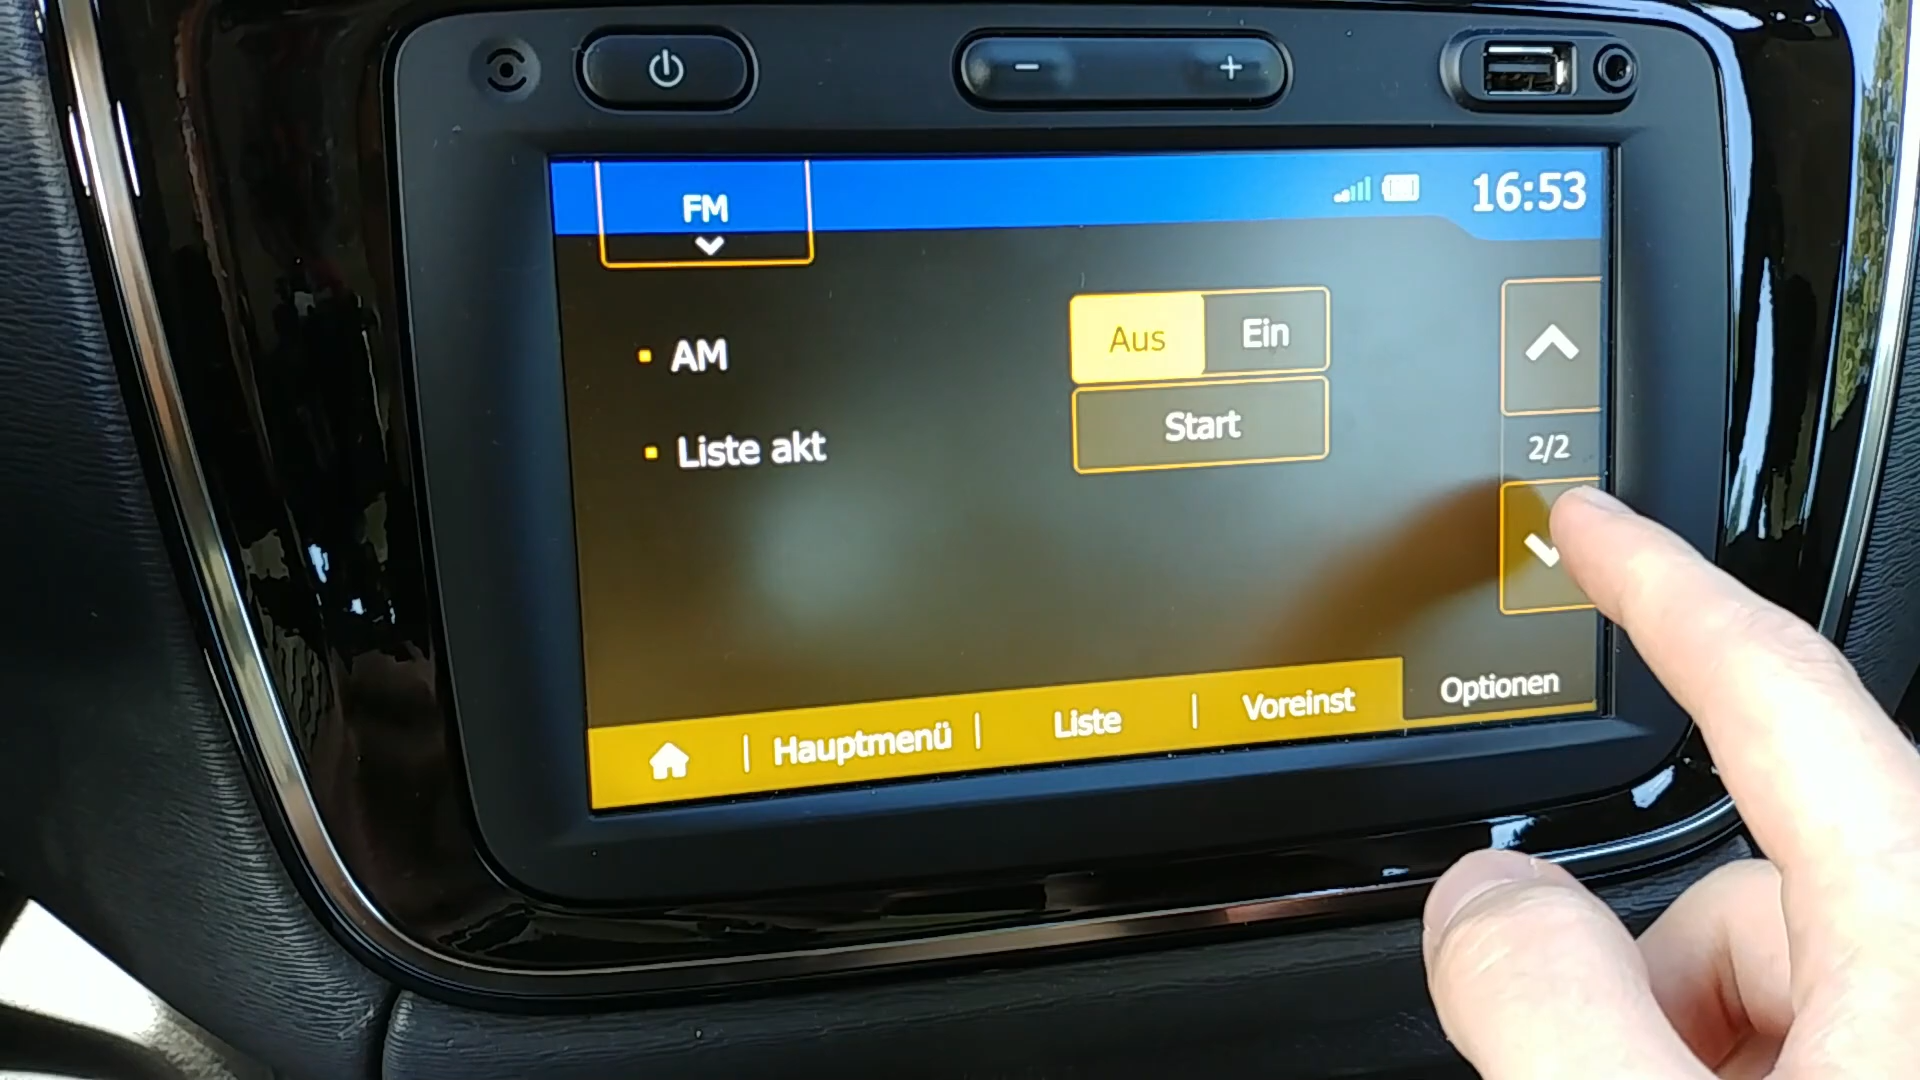 FM
16:53
AM
Aus
Ein
Liste akt
Start
2/2
Hauptmenü
Liste
Voreinst
Optionen